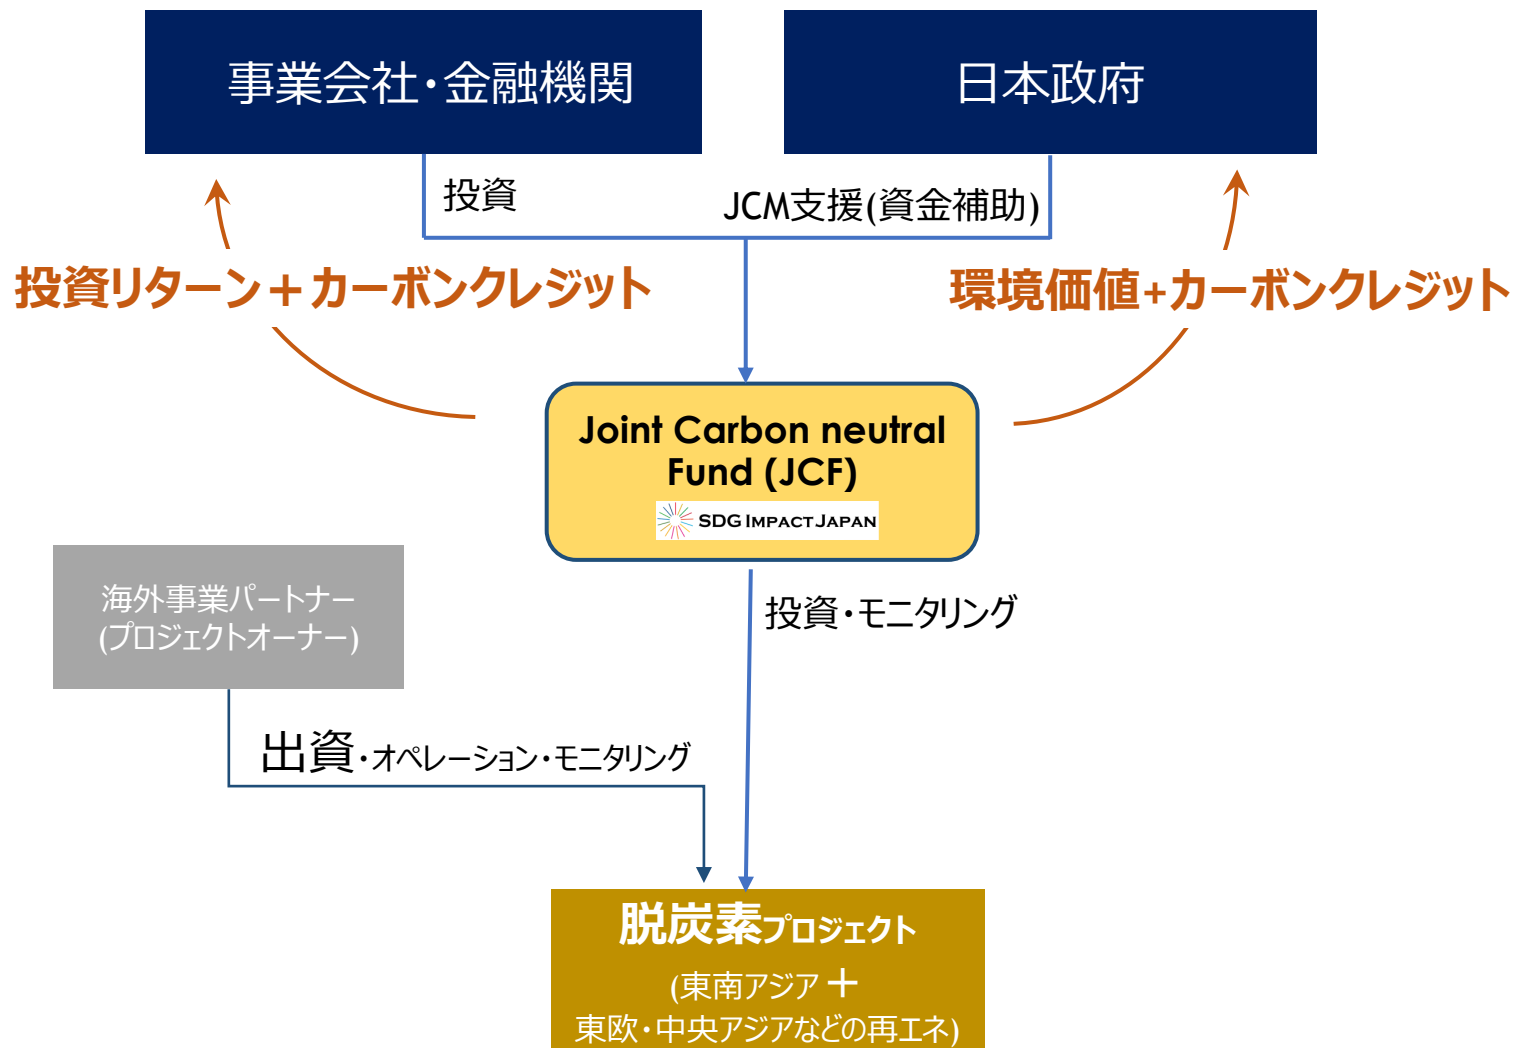 事業会社・金融機関
日本政府
投資
JCM支援(資金補助)
投資リターン+カーボンクレジット
環境価値+カーボンクレジット
Joint Carbon neutral
Fund (JCF)
SDG IMPACT JAPAN
海外事業パートナー
(プロジェクトオーナー)
投資・モニタリング
出資・オペレーション・モニタリング
脱炭素プロジェクト
(東南アジア+
東欧・中央アジアなどの再エネ)